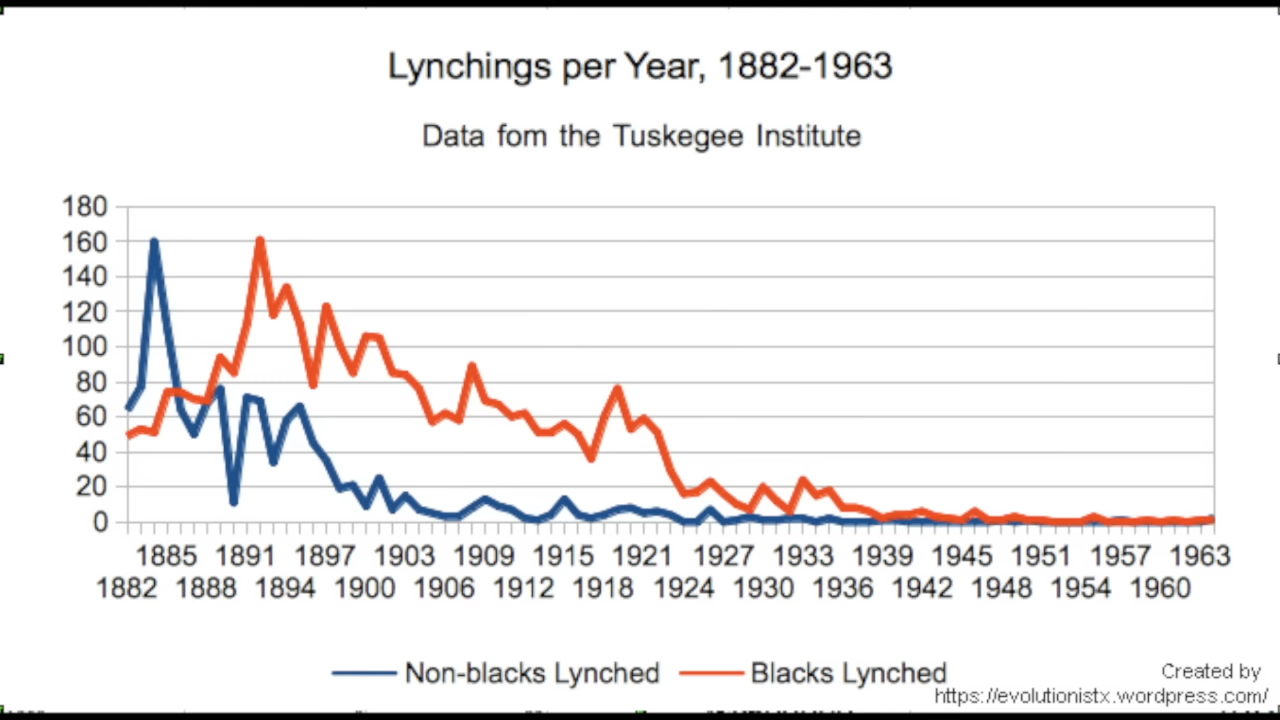 Lynchings per Year, 1882-1963
Data fom the Tuskegee Institute
180
160
140
120
100
80
60
40
20
0
1885 1891 1897 1903 1909 1915 1921 1927 1933 1939 1945 1951 1957 1963
1882 1888 1894 1900 1906 1912 1918 1924 1930 1936 1942 1948 1954 1960
Non-blacks Lynched Blacks Lynched
Created by
https://evolutionistx.wordpress.com/